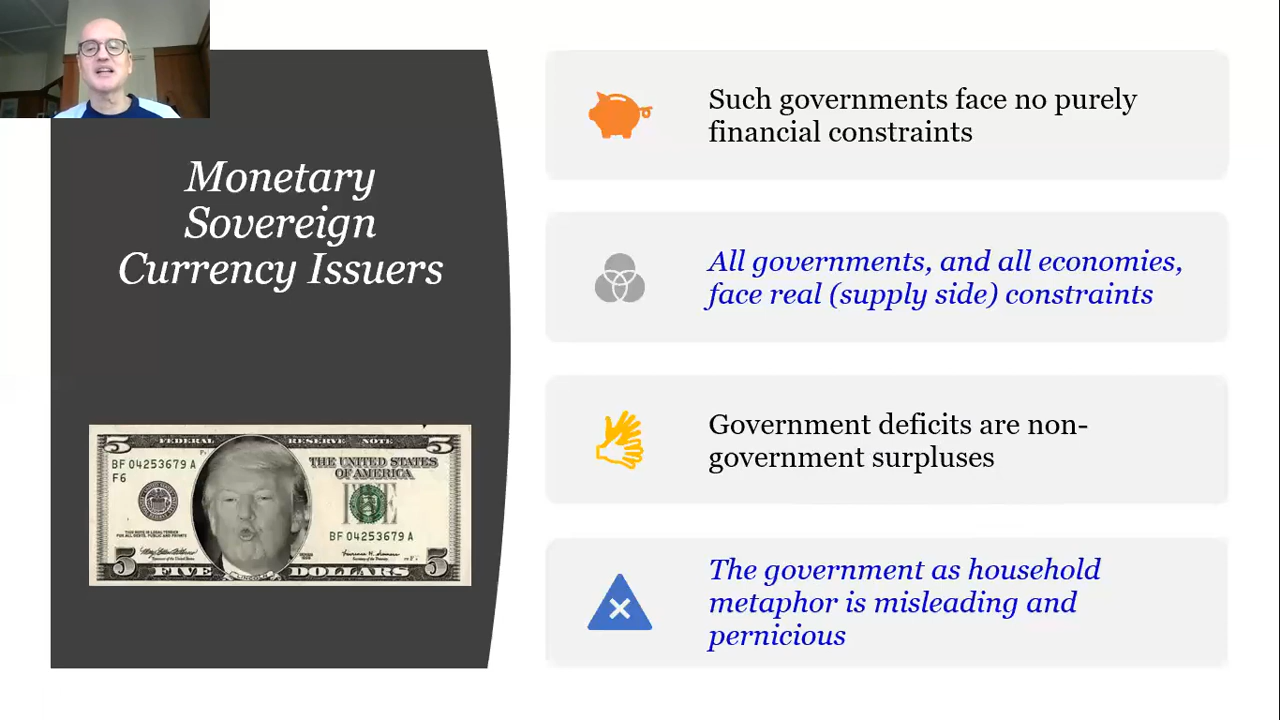 Monetary
Sovereign
Currency Issuers
FEDERAL RESERVE NOTE
5
5
BF 04253679 A
F6
THE UNITED STATES
OF AMERICA
BF 04253679 A
5
FIVE DOLLARS
5
Such governments face no purely
financial constraints
All governments, and all economies,
face real (supply side) constraints
Government deficits are non-
government surpluses
The government as household
metaphor is misleading and
pernicious